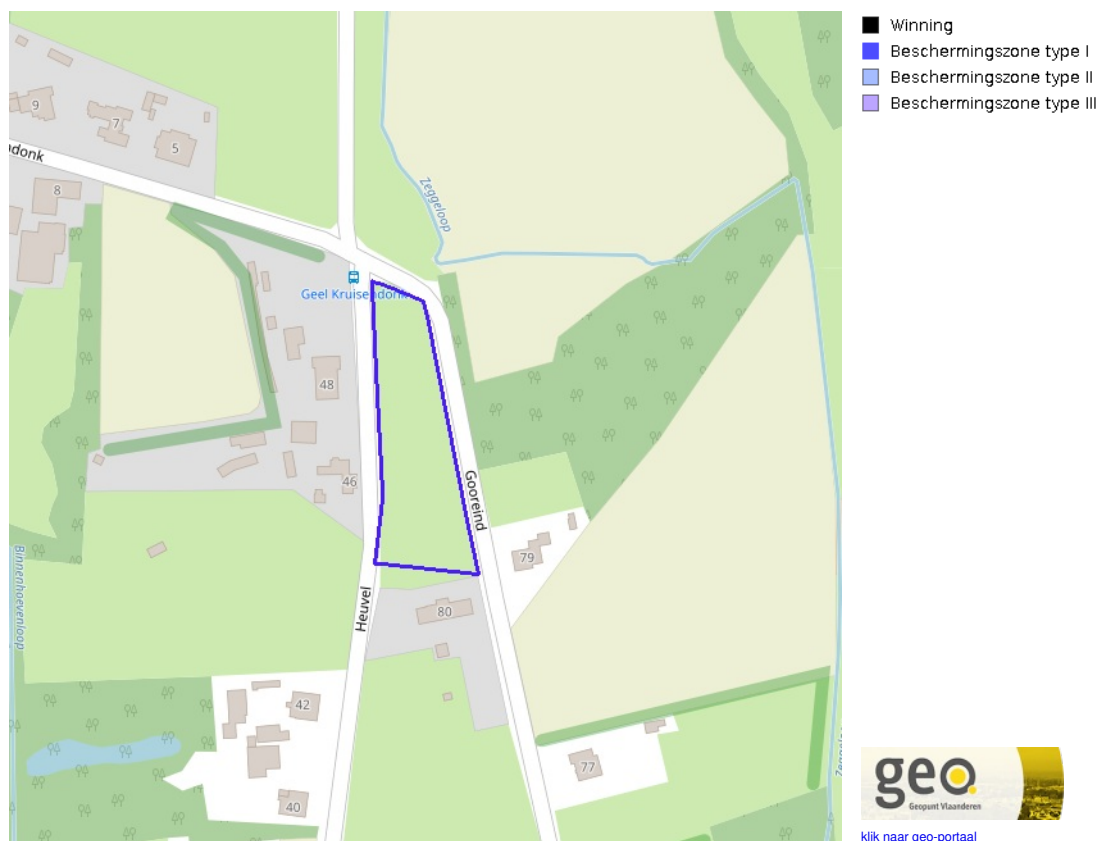 Winning
Beschermingszone type I
Beschermingszone type II
Beschermingszone type III
9
7
5
donk
8
Zeggeloop
Geel Kruisendonk
48
46
Gooreind
79
Binnenhoevenloop
Heuvel
80
42
77
40
geo
Geopunt Vlaanderen
klik naar geo-portaal